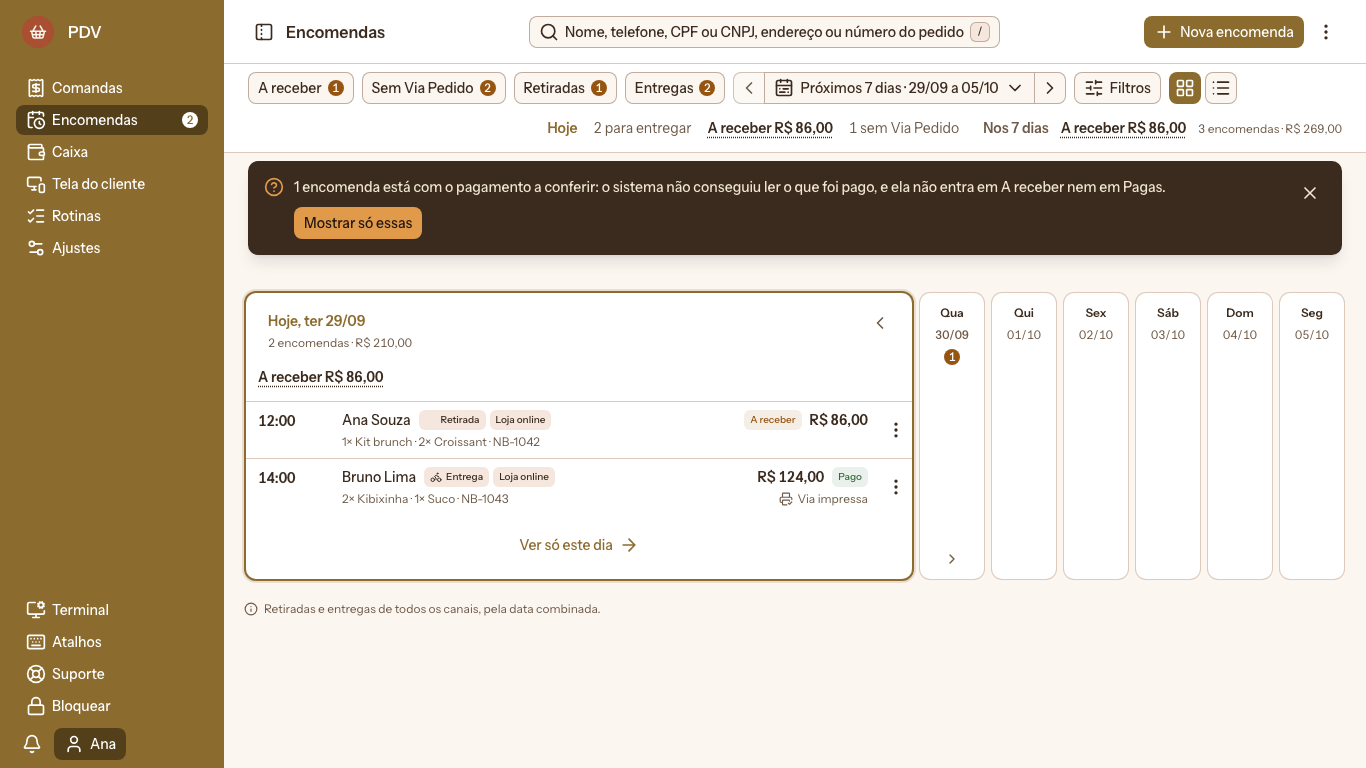 PDV
Comandas
Encomendas 2
Caixa
Tela do cliente
Rotinas
Ajustes
Terminal
Atalhos
Suporte
Bloquear
Ana
Encomendas
Nome, telefone, CPF ou CNPJ, endereço ou número do pedido /
Nova encomenda
A receber 1
Sem Via Pedido 2
Retiradas 1
Entregas 2
Próximos 7 dias · 29/09 a 05/10
Filtros
Hoje 2 para entregar A receber R$ 86,00 1 sem Via Pedido Nos 7 dias A receber R$ 86,00 3 encomendas · R$ 269,00
1 encomenda está com o pagamento a conferir: o sistema não conseguiu ler o que foi pago, e ela não entra em A receber nem em Pagas.
Mostrar só essas
Hoje, ter 29/09
2 encomendas · R$ 210,00
A receber R$ 86,00
12:00 Ana Souza Retirada Loja online A receber R$ 86,00
1× Kit brunch · 2× Croissant · NB-1042
14:00 Bruno Lima Entrega Loja online R$ 124,00 Pago
2× Kibixinha · 1× Suco · NB-1043 Via impressa
Ver só este dia
Qua
30/09
1
Qui
01/10
Sex
02/10
Sáb
03/10
Dom
04/10
Seg
05/10
Retiradas e entregas de todos os canais, pela data combinada.